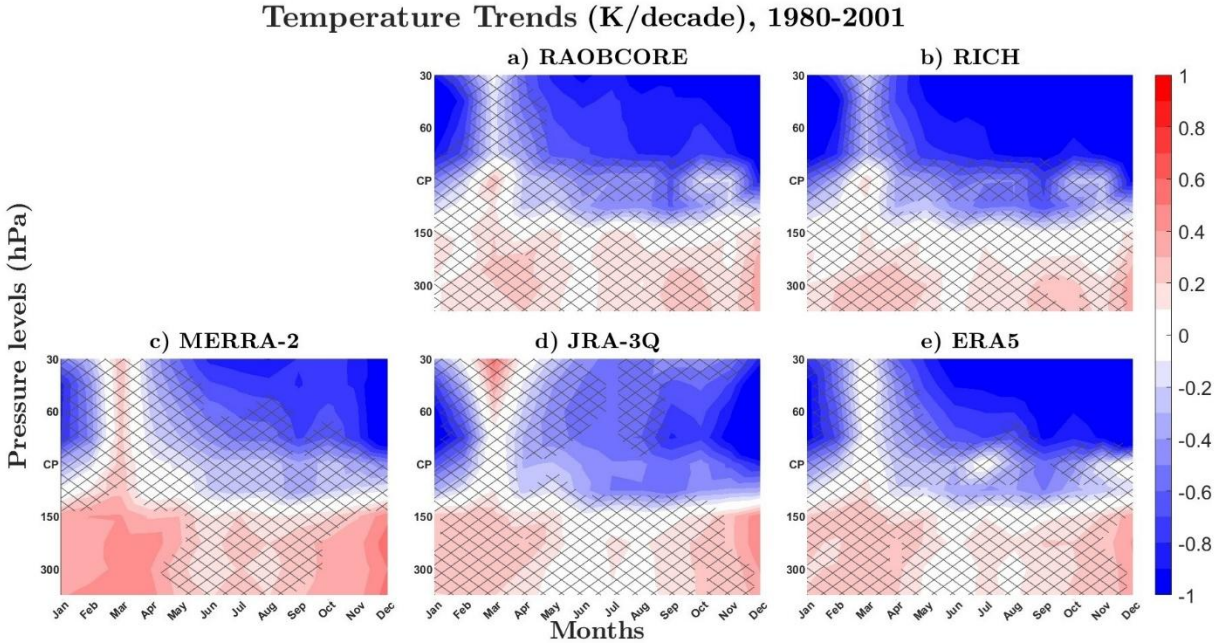 Temperature Trends (K/decade), 1980-2001
a) RAOBCORE
b) RICH
30
60
CP
150
300
30
60
CP
150
300
1
0.8
0.6
0.4
0.2
0
-0.2
-0.4
-0.6
-0.8
-1
Pressure levels (hPa)
c) MERRA-2
d) JRA-3Q
e) ERA5
30
60
CP
150
300
30
60
CP
150
300
30
60
CP
150
300
Jan Feb Mar Apr May Jun Jul Aug Sep Oct Nov Dec
Jan Feb Mar Apr May Jun Jul Aug Sep Oct Nov Dec
Jan Feb Mar Apr May Jun Jul Aug Sep Oct Nov Dec
Months